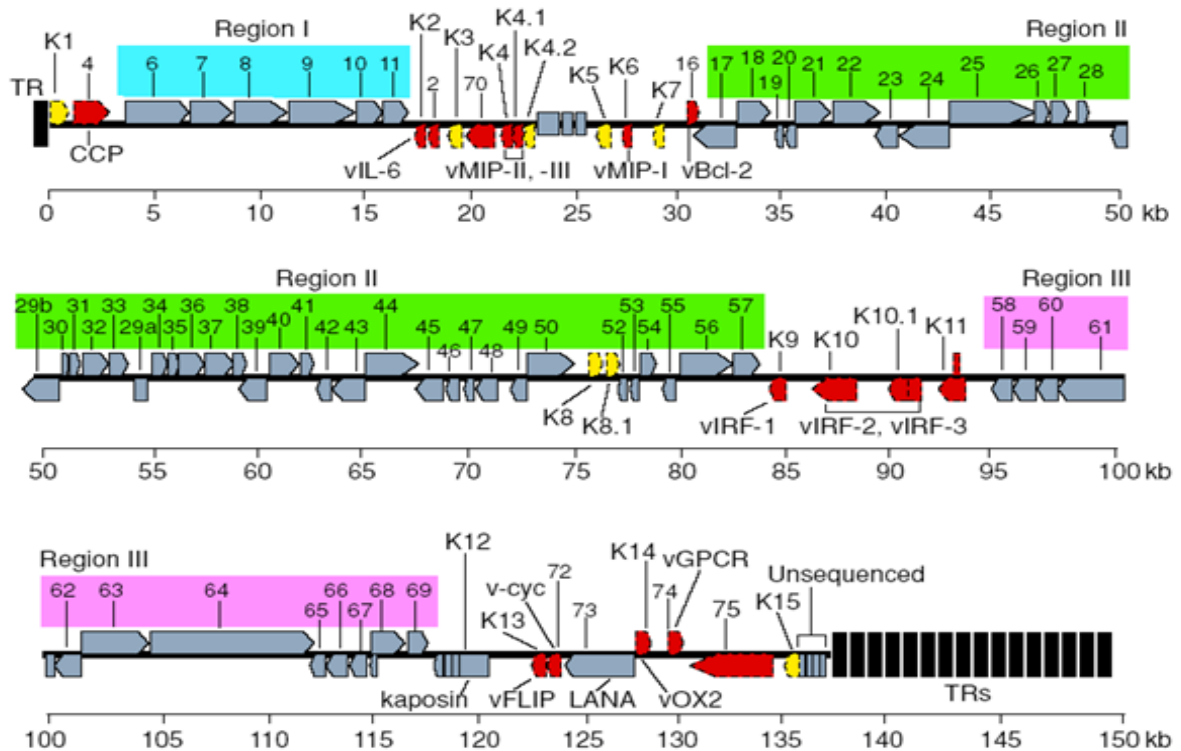 Region I
Region II
K1
K2
K4.1
K3
K4
K4.2
TR
4
6
7
8
9
10
11
2
70
K5
K6
K7
16
17
18
19
20
21
22
23
24
25
26
27
28
CCP
vIL-6
vMIP-II, -III
vMIP-I
vBcl-2
0 5 10 15 20 25 30 35 40 45 50 kb
Region II
Region III
29b
31
33
34
36
38
41
44
53
55
57
30
32
29a
35
37
39
40
42
43
45
46
47
48
49
50
52
54
56
K9
K10
K10.1
K11
58
60
59
61
K8
K8.1
vIRF-1
vIRF-2, vIRF-3
50 55 60 65 70 75 80 85 90 95 100 kb
Region III
62
63
64
65
66
67
68
69
K12
K13
v-cyc
72
73
K14
vGPCR
74
75
K15
Unsequenced
kaposin
vFLIP
LANA
vOX2
TRs
100 105 110 115 120 125 130 135 140 150 kb